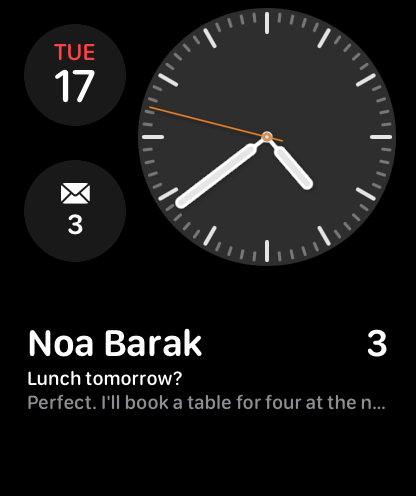 TUE
17
3
Noa Barak 3
Lunch tomorrow?
Perfect. I'll book a table for four at the n...